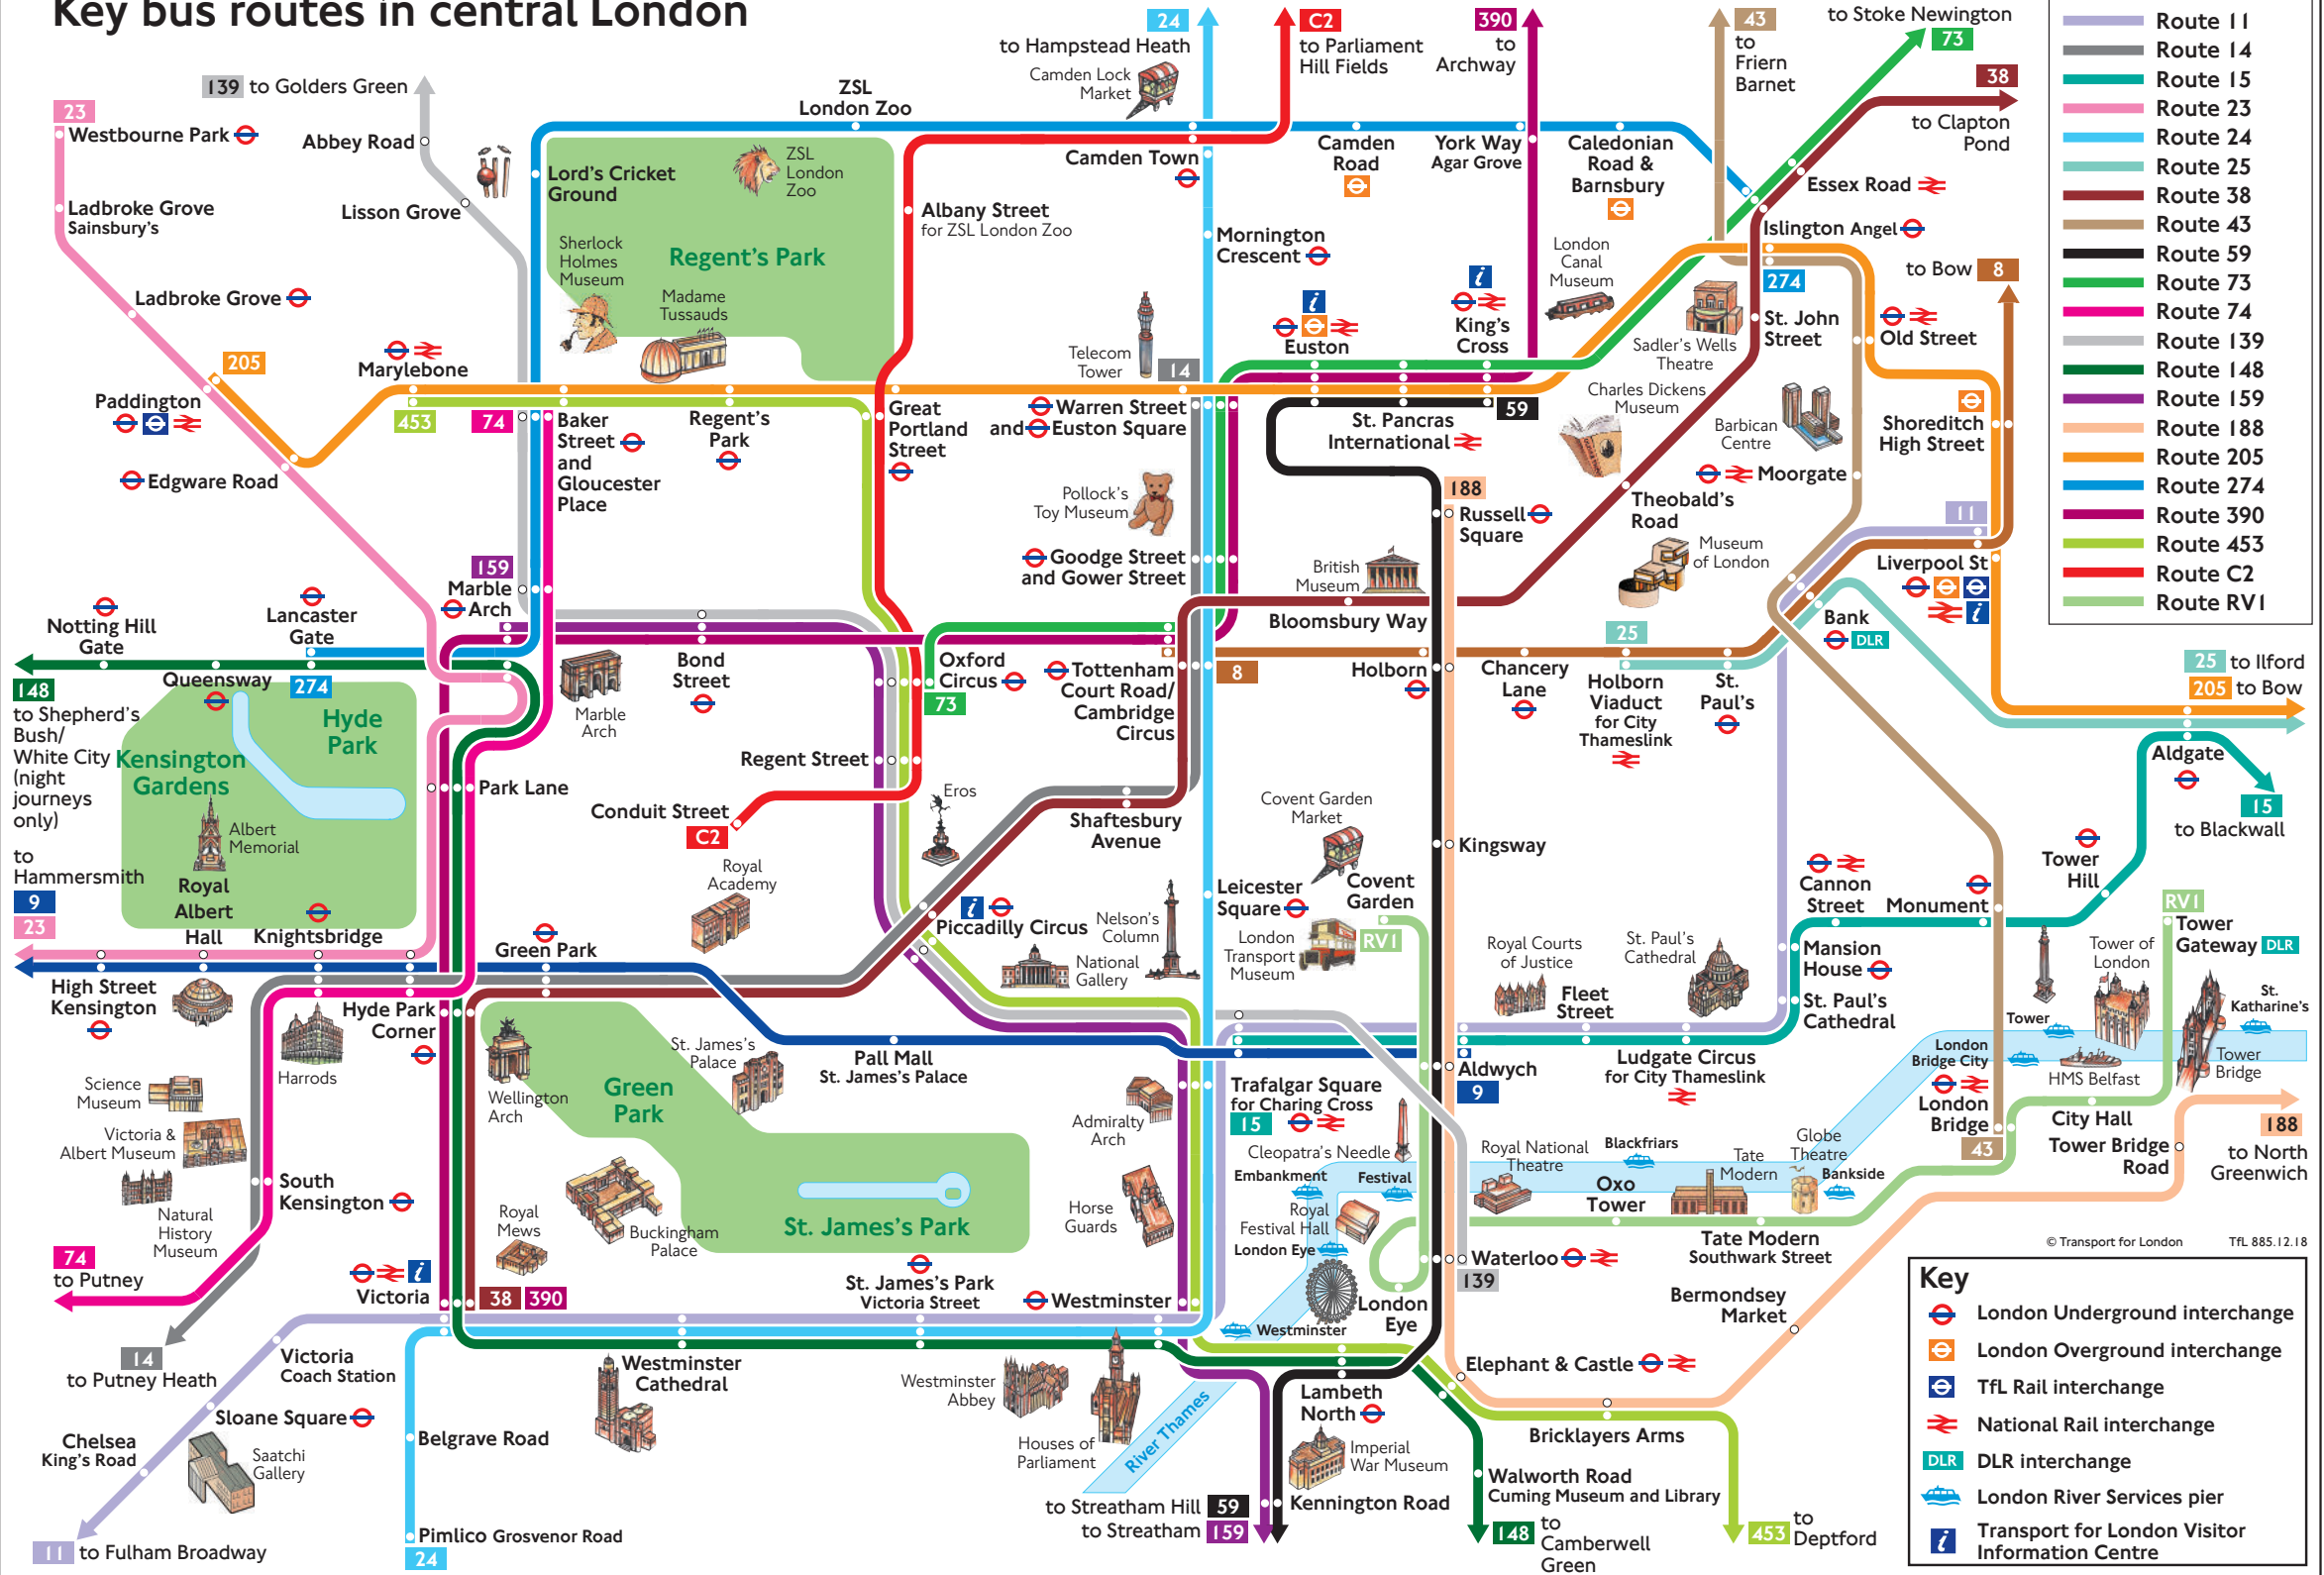 Key bus routes in central London
24
to Hampstead Heath
C2
to Parliament
Hill Fields
390
to
Archway
43
to
Friern
Barnet
to Stoke Newington
73
38
to Clapton
Pond
Route 11
Route 14
Route 15
Route 23
Route 24
Route 25
Route 38
Route 43
Route 59
Route 73
Route 74
Route 139
Route 148
Route 159
Route 188
Route 205
Route 274
Route 390
Route 453
Route C2
Route RV1
139 to Golders Green
23
Westbourne Park
Abbey Road
Ladbroke Grove
Sainsbury's
Lisson Grove
Ladbroke Grove
ZSL
London Zoo
Camden Lock
Market
Lord's Cricket
Ground
ZSL
London
Zoo
Camden Town
Camden
Road
York Way
Agar Grove
Caledonian
Road &
Barnsbury
Essex Road
Albany Street
for ZSL London Zoo
Mornington
Crescent
Islington Angel
274
to Bow 8
Sherlock
Holmes
Museum
Regent's Park
Madame
Tussauds
London
Canal
Museum
Euston
King's
Cross
Sadler's Wells
Theatre
St. John
Street
Old Street
205
Marylebone
Telecom
Tower
14
Paddington
453
74
Baker
Street
and
Gloucester
Place
Regent's
Park
Great
Portland
Street
Warren Street
and Euston Square
St. Pancras
International
59
Charles Dickens
Museum
Barbican
Centre
Shoreditch
High Street
Edgware Road
Moorgate
Pollock's
Toy Museum
188
Russell
Square
Theobald's
Road
11
Goodge Street
and Gower Street
British
Museum
Museum
of London
Liverpool St
159
Marble
Arch
Lancaster
Gate
Notting Hill
Gate
Bloomsbury Way
Bank
DLR
Queensway
148
274
to Shepherd's
Bush/
White City
(night
journeys
only)
Hyde
Park
Kensington
Gardens
Marble
Arch
Bond
Street
Oxford
Circus
73
Tottenham
Court Road/
Cambridge
Circus
8
Holborn
Chancery
Lane
25
Holborn
Viaduct
for City
Thameslink
St.
Paul's
25 to Ilford
205 to Bow
Aldgate
15
to Blackwall
Regent Street
Park Lane
Conduit Street
C2
Eros
Shaftesbury
Avenue
Covent Garden
Market
Kingsway
Albert
Memorial
Royal
Albert
Hall
Knightsbridge
to
Hammersmith
9
23
Royal
Academy
Leicester
Square
Covent
Garden
RV1
Cannon
Street
Monument
Tower
Hill
RV1
Tower
Gateway DLR
Green Park
Piccadilly Circus
Nelson's
Column
National
Gallery
London
Transport
Museum
Royal Courts
of Justice
St. Paul's
Cathedral
Mansion
House
Tower of
London
High Street
Kensington
Hyde Park
Corner
Harrods
Fleet
Street
St. Paul's
Cathedral
St.
Katharine's
Tower
London
Bridge City
Tower
Bridge
HMS Belfast
Science
Museum
Victoria &
Albert Museum
Natural
History
Museum
Wellington
Arch
St. James's
Palace
Green
Park
Pall Mall
St. James's Palace
Admiralty
Arch
Trafalgar Square
for Charing Cross
15
Aldwych
9
Ludgate Circus
for City Thameslink
London
Bridge
43
City Hall
Tower Bridge
Road
188
to North
Greenwich
Cleopatra's Needle
Embankment
Festival
Royal National
Theatre
Blackfriars
Tate
Modern
Globe
Theatre
Bankside
Oxo
Tower
South
Kensington
Royal
Mews
Buckingham
Palace
St. James's Park
Horse
Guards
Royal
Festival Hall
London Eye
Waterloo
139
Tate Modern
Southwark Street
© Transport for London
TfL 885.12.18
74
to Putney
Victoria
38 390
St. James's Park
Victoria Street
Westminster
Westminster
London
Eye
Bermondsey
Market
14
to Putney Heath
Victoria
Coach Station
Westminster
Cathedral
Westminster
Abbey
Lambeth
North
Elephant & Castle
Sloane Square
Chelsea
King's Road
Saatchi
Gallery
Belgrave Road
Houses of
Parliament
River Thames
Imperial
War Museum
Bricklayers Arms
Walworth Road
Cuming Museum and Library
Kennington Road
to Streatham Hill 59
to Streatham 159
148 to
Camberwell
Green
453 to
Deptford
Pimlico Grosvenor Road
24
11 to Fulham Broadway
Key
London Underground interchange
London Overground interchange
TfL Rail interchange
National Rail interchange
DLR DLR interchange
London River Services pier
i Transport for London Visitor
Information Centre